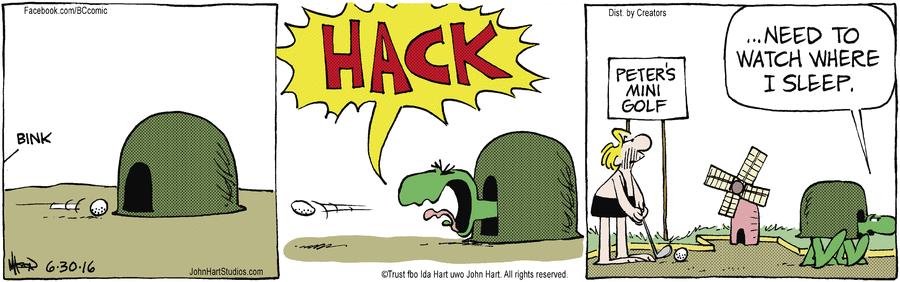 Facebook.com/BCcomic
BINK
6-30-16
JohnHartStudios.com
HACK
©Trust fbo Ida Hart uwo John Hart. All rights reserved.
Dist. by Creators
PETER'S
MINI
GOLF
...NEED TO
WATCH WHERE
I SLEEP.